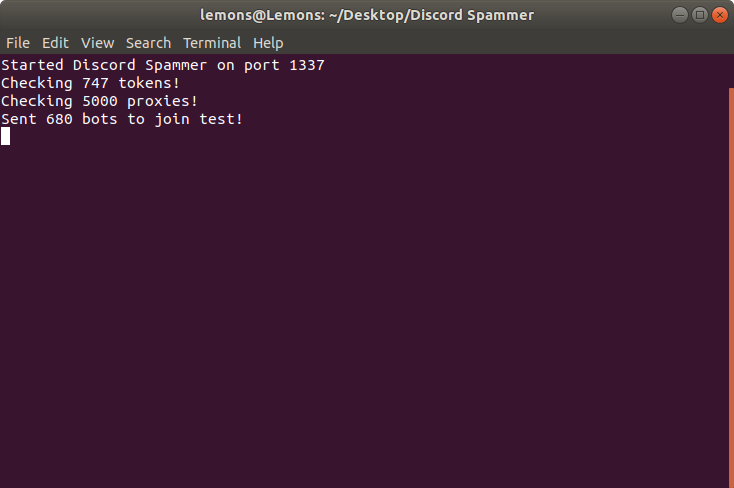 lemons@Lemons: ~/Desktop/Discord Spammer
File Edit View Search Terminal Help
Started Discord Spammer on port 1337
Checking 747 tokens!
Checking 5000 proxies!
Sent 680 bots to join test!